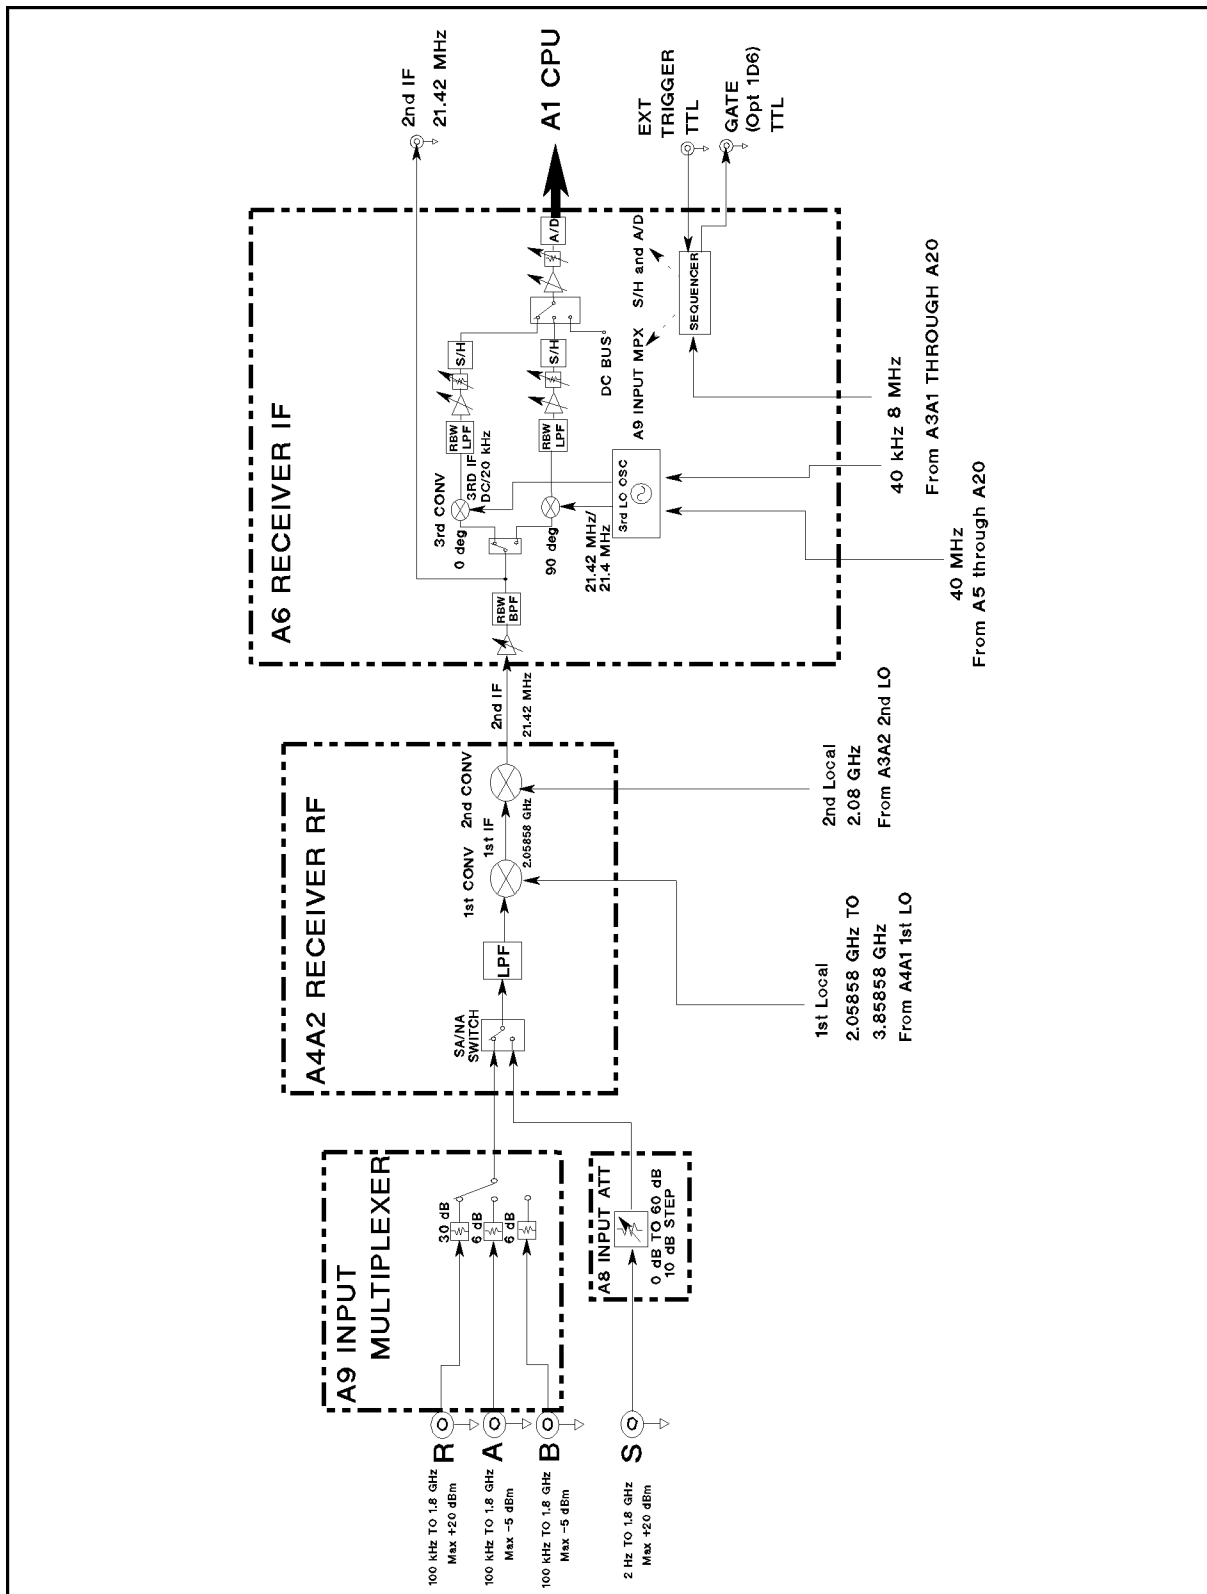 R
100 kHz TO 1.8 GHz
Max +20 dBm
A
100 kHz TO 1.8 GHz
Max -5 dBm
B
100 kHz TO 1.8 GHz
Max -5 dBm
S
2 Hz TO 1.8 GHz
Max +20 dBm
A9 INPUT
MULTIPLEXER
30 dB
6 dB
6 dB
A8 INPUT ATT
0 dB TO 60 dB
10 dB STEP
A4A2 RECEIVER RF
SA/NA
SWITCH
LPF
1st CONV
1st IF
2.05858 GHz
2nd CONV
1st Local
2.05858 GHz TO
3.85858 GHz
From A4A1 1st LO
2nd Local
2.08 GHz
From A3A2 2nd LO
2nd IF
21.42 MHz
A6 RECEIVER IF
RBW
BPF
3rd CONV
0 deg
90 deg
3RD IF
DC/20 kHz
RBW
LPF
S/H
RBW
LPF
S/H
DC BUS
A/D
21.42 MHz/
21.4 MHz
3rd LO OSC
A9 INPUT MPX
S/H and A/D
SEQUENCER
40 MHz
From A5 through A20
40 kHz 8 MHz
From A3A1 THROUGH A20
2nd IF
21.42 MHz
A1 CPU
EXT
TRIGGER
TTL
GATE
(Opt 1D6)
TTL